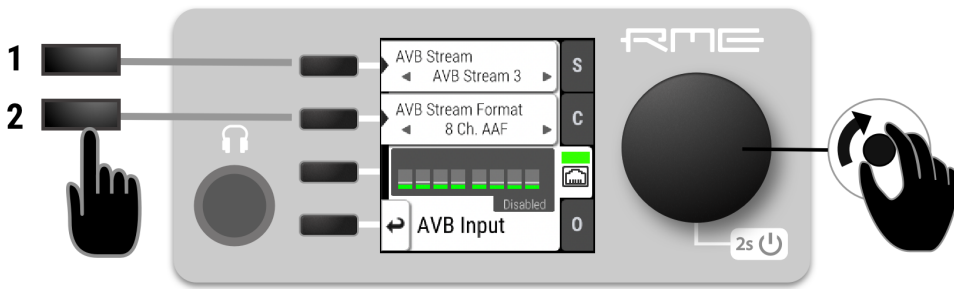 RME
1
AVB Stream
AVB Stream 3
S
2
AVB Stream Format
8 Ch. AAF
C
Disabled
AVB Input
O
2s